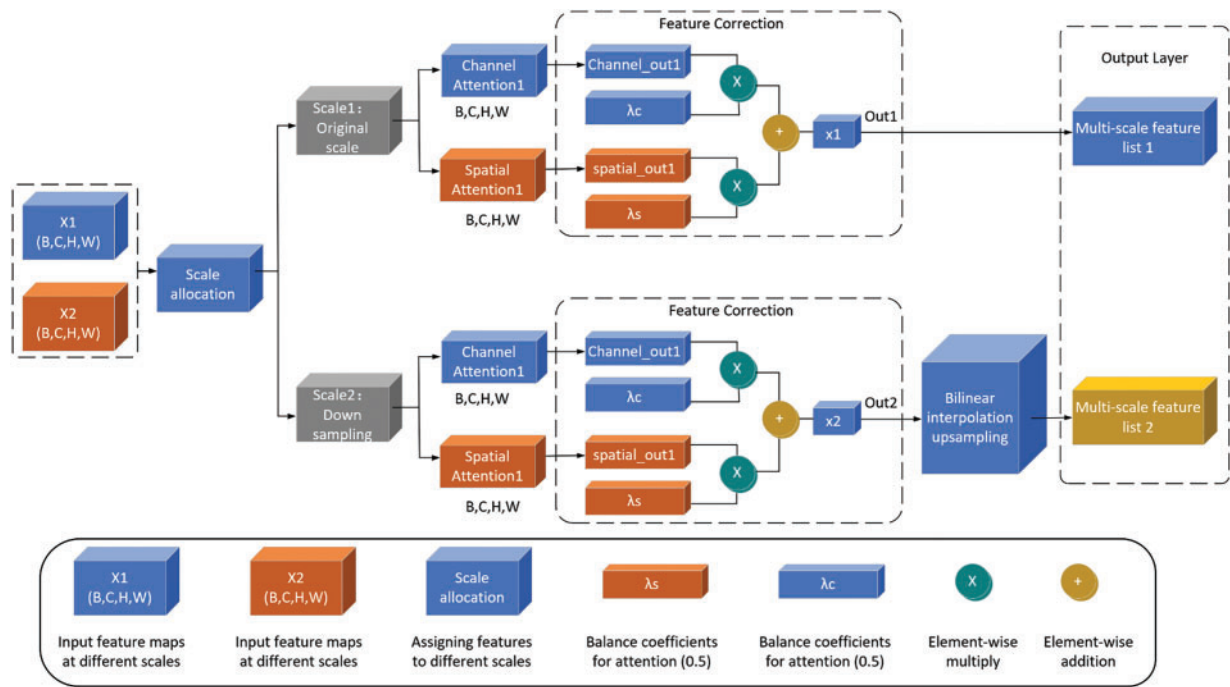 Feature Correction
Output Layer
Channel
Attention1
B,C,H,W
Channel_out1
λc
X
Scale1:
Original
scale
+
x1
Out1
Multi-scale feature
list 1
Spatial
Attention1
B,C,H,W
spatial_out1
λs
X
X1
(B,C,H,W)
X2
(B,C,H,W)
Scale
allocation
Feature Correction
Channel
Attention1
B,C,H,W
Channel_out1
λc
X
Scale2:
Down
sampling
+
x2
Out2
Bilinear
interpolation
upsampling
Multi-scale feature
list 2
Spatial
Attention1
B,C,H,W
spatial_out1
λs
X
X1
(B,C,H,W)
X2
(B,C,H,W)
Scale
allocation
λs
λc
X
+
Input feature maps
at different scales
Input feature maps
at different scales
Assigning features
to different scales
Balance coefficients
for attention (0.5)
Balance coefficients
for attention (0.5)
Element-wise
multiply
Element-wise
addition